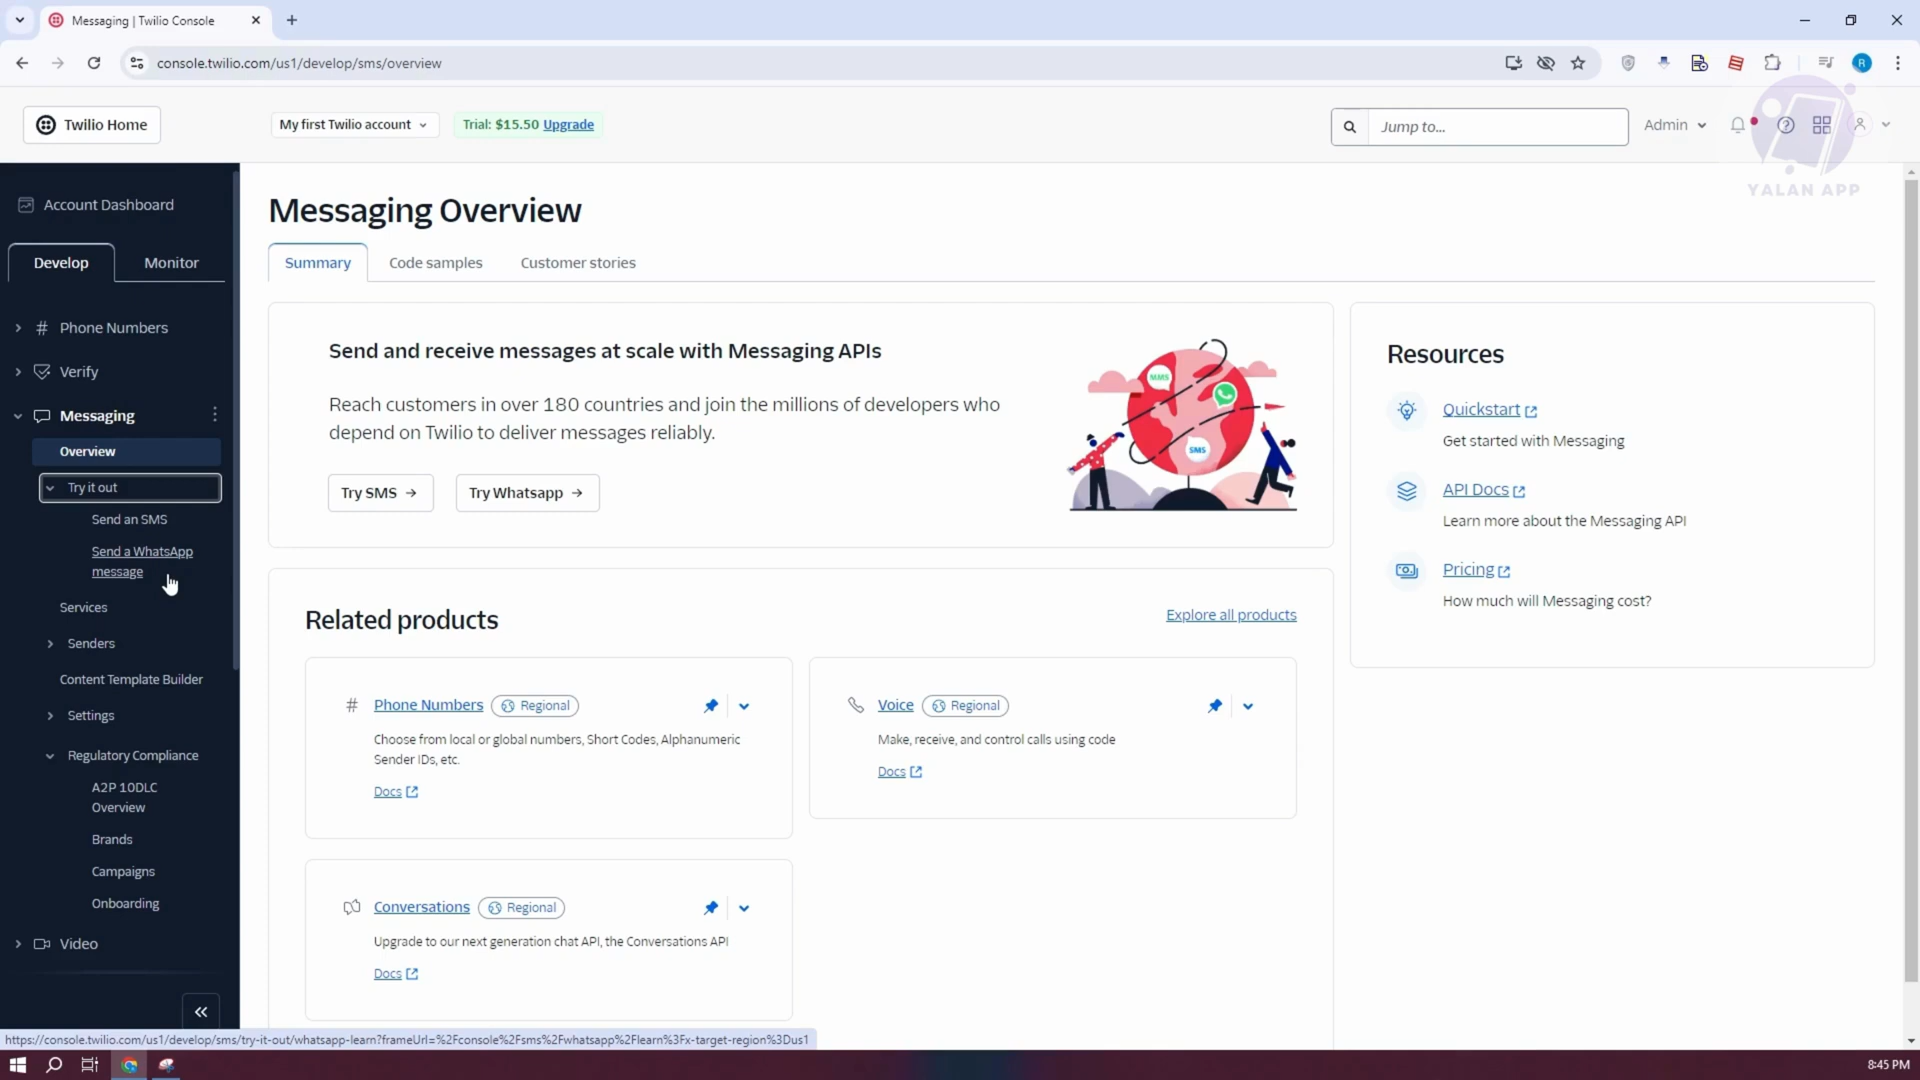 Messaging | Twilio Console
console.twilio.com/us1/develop/sms/overview
R
Twilio Home
My first Twilio account
Trial: $15.50 Upgrade
Jump to...
Admin
YALAN APP
Account Dashboard
Develop
Monitor
# Phone Numbers
Verify
Messaging
Overview
Try it out
Send an SMS
Send a WhatsApp
message
Services
Senders
Content Template Builder
Settings
Regulatory Compliance
A2P 10DLC
Overview
Brands
Campaigns
Onboarding
Video
Messaging Overview
Summary
Code samples
Customer stories
Send and receive messages at scale with Messaging APIs
Reach customers in over 180 countries and join the millions of developers who
depend on Twilio to deliver messages reliably.
Try SMS →
Try Whatsapp →
MMS
SMS
Resources
Quickstart
Get started with Messaging
API Docs
Learn more about the Messaging API
Pricing
How much will Messaging cost?
Related products
Explore all products
# Phone Numbers Regional
Choose from local or global numbers, Short Codes, Alphanumeric
Sender IDs, etc.
Docs
Voice Regional
Make, receive, and control calls using code
Docs
Conversations Regional
Upgrade to our next generation chat API, the Conversations API
Docs
https://console.twilio.com/us1/develop/sms/try-it-out/whatsapp-learn?frameUrl=%2Fconsole%2Fsms%2Fwhatsapp%2Flearn%3Fx-target-region%3Dus1
8:45 PM